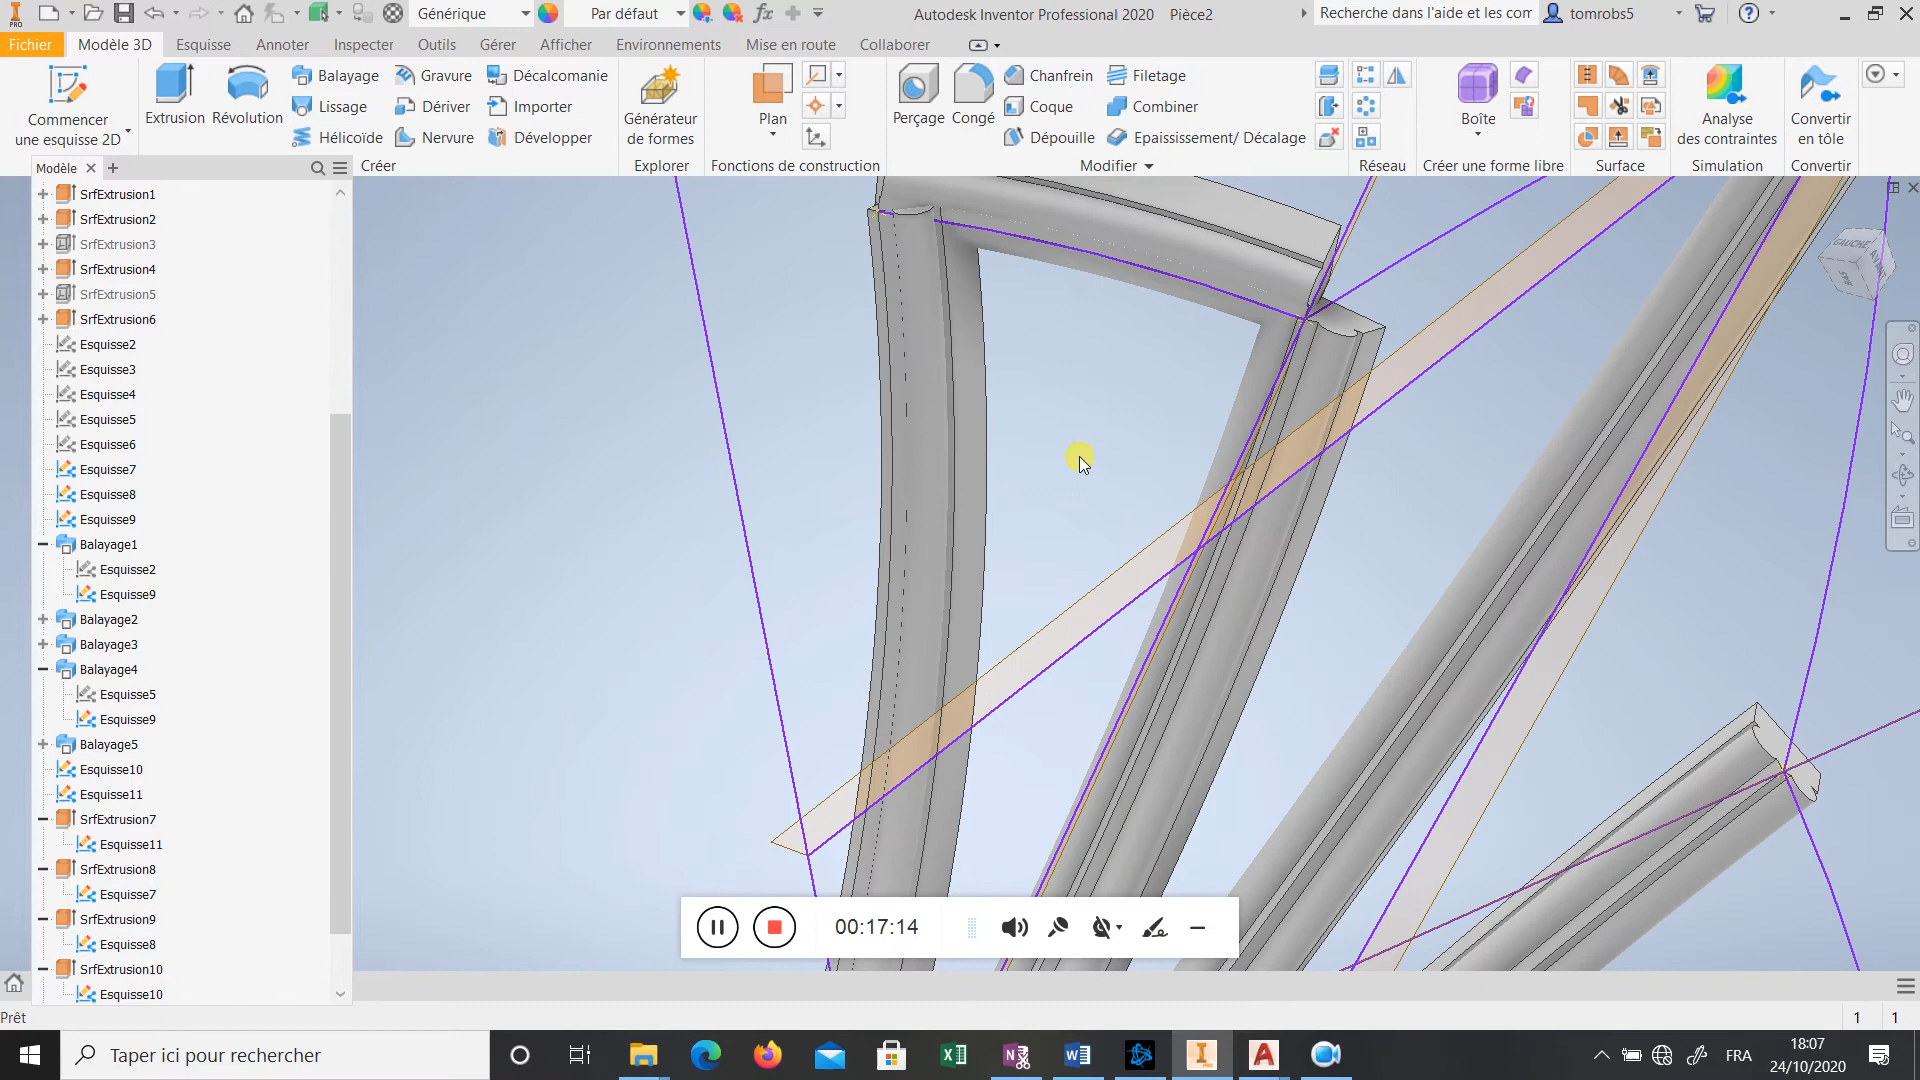 PRO
Générique
Par défaut
Autodesk Inventor Professional 2020 Pièce2
Recherche dans l'aide et les com
tomrobs5
Fichier Modèle 3D Esquisse Annoter Inspecter Outils Gérer Afficher Environnements Mise en route Collaborer
Commencer
une esquisse 2D
Extrusion
Révolution
Balayage
Lissage
Hélicoïde
Gravure
Dériver
Nervure
Décalcomanie
Importer
Développer
Générateur
de formes
Plan
Perçage
Congé
Chanfrein
Coque
Dépouille
Filetage
Combiner
Epaississement/ Décalage
Boîte
Analyse
des contraintes
Convertir
en tôle
Créer
Explorer
Fonctions de construction
Modifier
Réseau
Créer une forme libre
Surface
Simulation
Convertir
Modèle
SrfExtrusion1
SrfExtrusion2
SrfExtrusion3
SrfExtrusion4
SrfExtrusion5
SrfExtrusion6
Esquisse2
Esquisse3
Esquisse4
Esquisse5
Esquisse6
Esquisse7
Esquisse8
Esquisse9
Balayage1
Esquisse2
Esquisse9
Balayage2
Balayage3
Balayage4
Esquisse5
Esquisse9
Balayage5
Esquisse10
Esquisse11
SrfExtrusion7
Esquisse11
SrfExtrusion8
Esquisse7
SrfExtrusion9
Esquisse8
SrfExtrusion10
Esquisse10
GAUCHE
AVANT
BAS
00:17:14
Prêt
1 1
Taper ici pour rechercher
FRA
18:07
24/10/2020